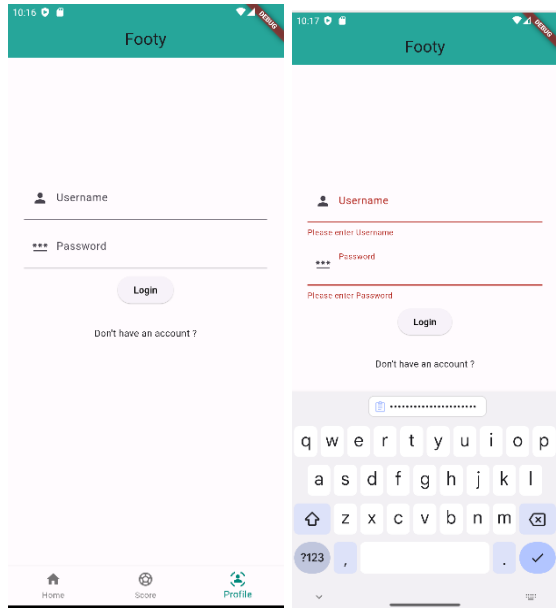 10:16
DEBUG
Footy
Username
*** Password
Login
Don't have an account ?
Home Score Profile
10:17
DEBUG
Footy
Username
Please enter Username
Password
***
Please enter Password
Login
Don't have an account ?
•••••••••••••••••••••
q w e r t y u i o p
a s d f g h j k l
z x c v b n m
?123 , .